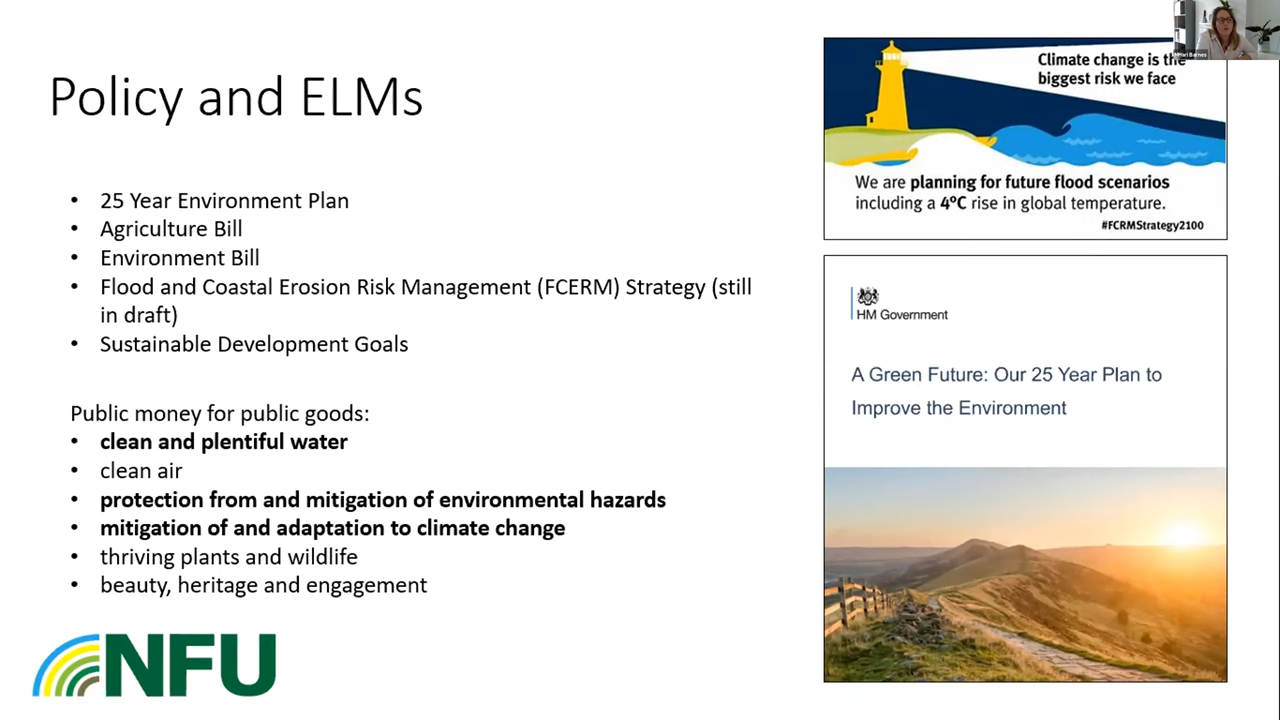 Policy and ELMs
• 25 Year Environment Plan
• Agriculture Bill
• Environment Bill
• Flood and Coastal Erosion Risk Management (FCERM) Strategy (still
in draft)
• Sustainable Development Goals
Public money for public goods:
• clean and plentiful water
• clean air
• protection from and mitigation of environmental hazards
• mitigation of and adaptation to climate change
• thriving plants and wildlife
• beauty, heritage and engagement
NFU
Climate change is the
biggest risk we face
We are planning for future flood scenarios
including a 4°C rise in global temperature.
#FCRMStrategy2100
HM Government
A Green Future: Our 25 Year Plan to
Improve the Environment
Barnes